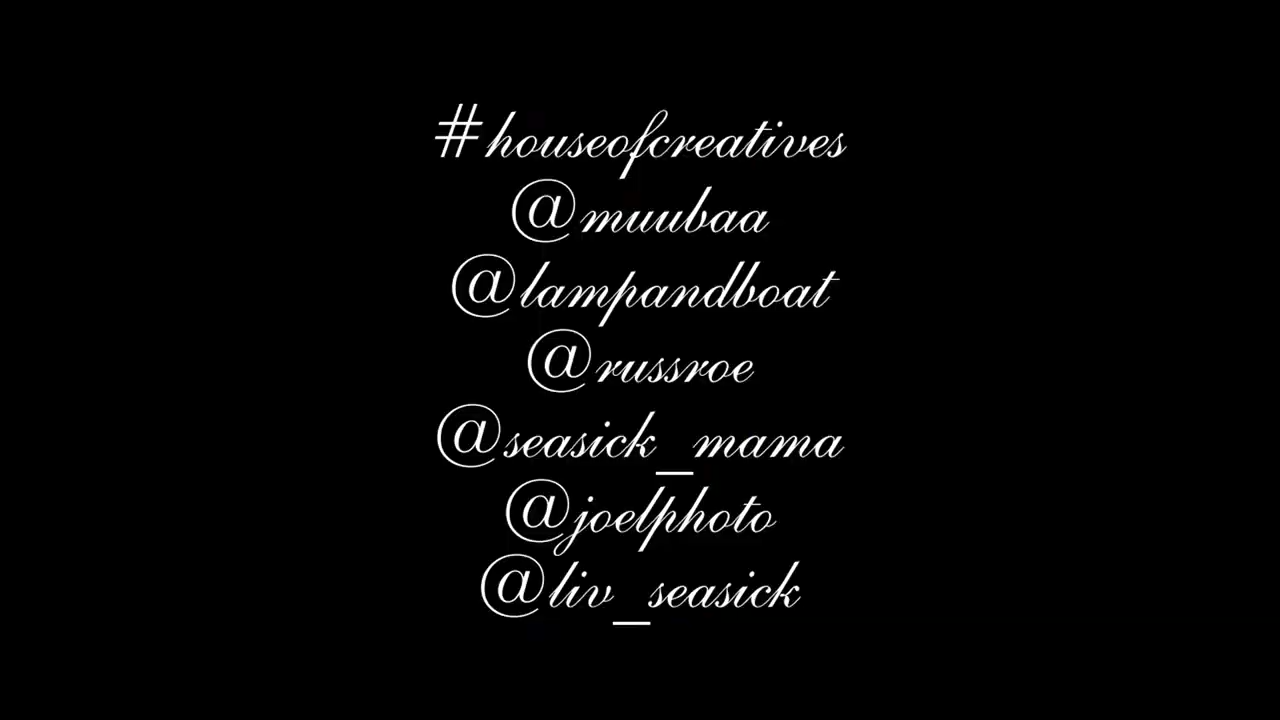 #houseofcreatives
@muubaa
@lampandboat
@russroe
@seasick_mama
@joelphoto
@liv_seasick